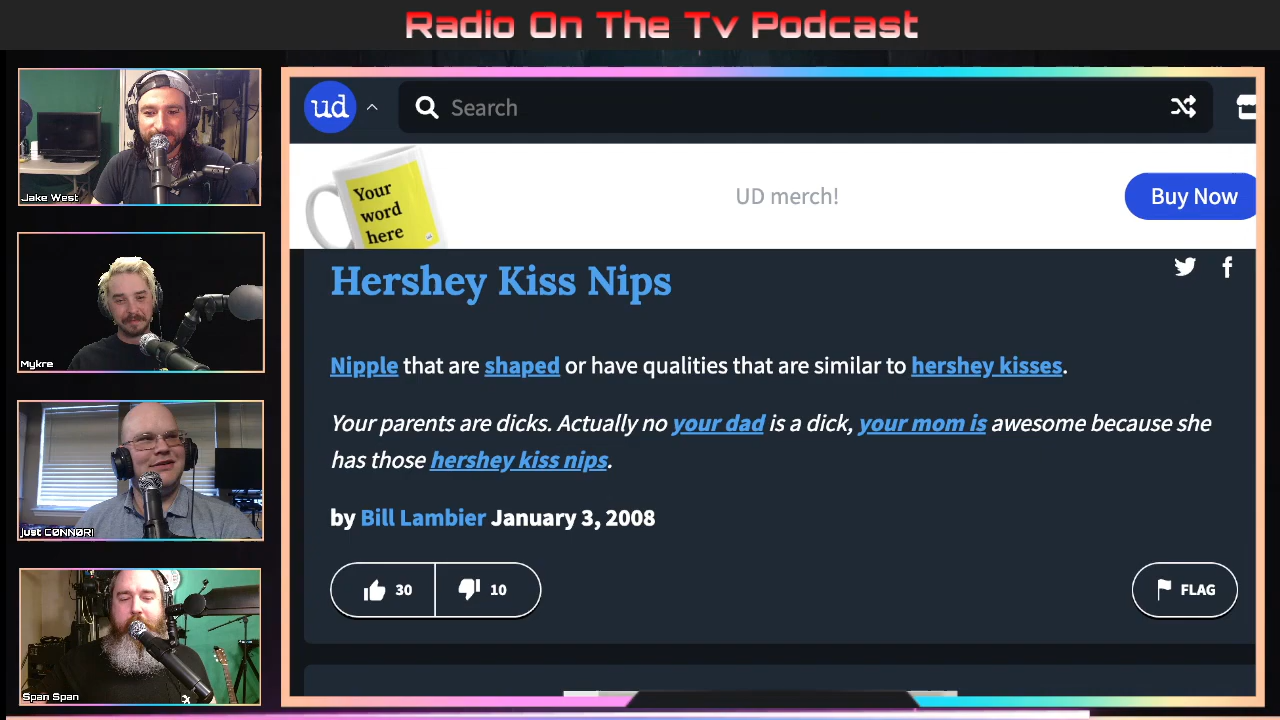 Radio On The Tv Podcast
Jake West
Mykre
Just C0NN0R!
Span Span
ud
Search
Your
word
here
UD merch!
Buy Now
Hershey Kiss Nips
Nipple that are shaped or have qualities that are similar to hershey kisses.
Your parents are dicks. Actually no your dad is a dick, your mom is awesome because she
has those hershey kiss nips.
by Bill Lambier January 3, 2008
30
10
FLAG